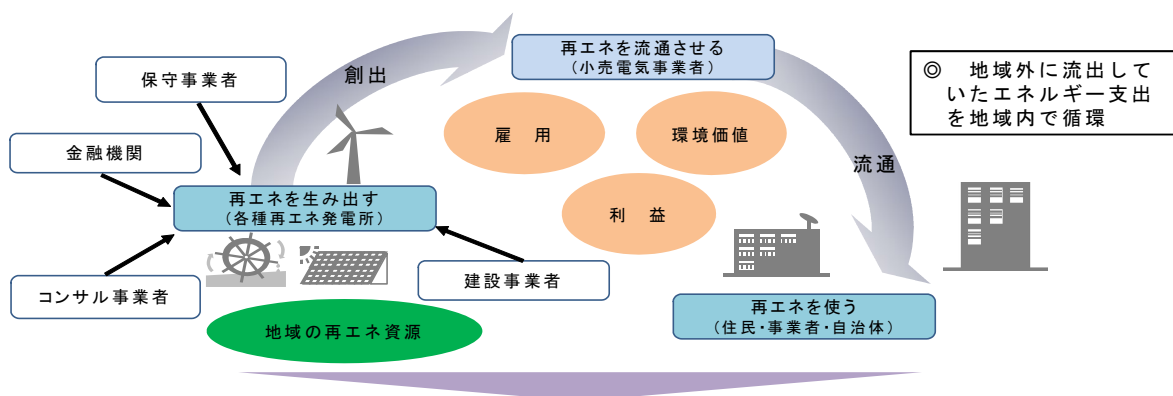 再エネを流通させる
(小売電気事業者)
創出
保守事業者
◎ 地域外に流出して
いたエネルギー支出
を地域内で循環
雇 用
環境価値
金融機関
流通
再エネを生み出す
(各種再エネ発電所)
利 益
コンサル事業者
建設事業者
再エネを使う
(住民・事業者・自治体)
地域の再エネ資源